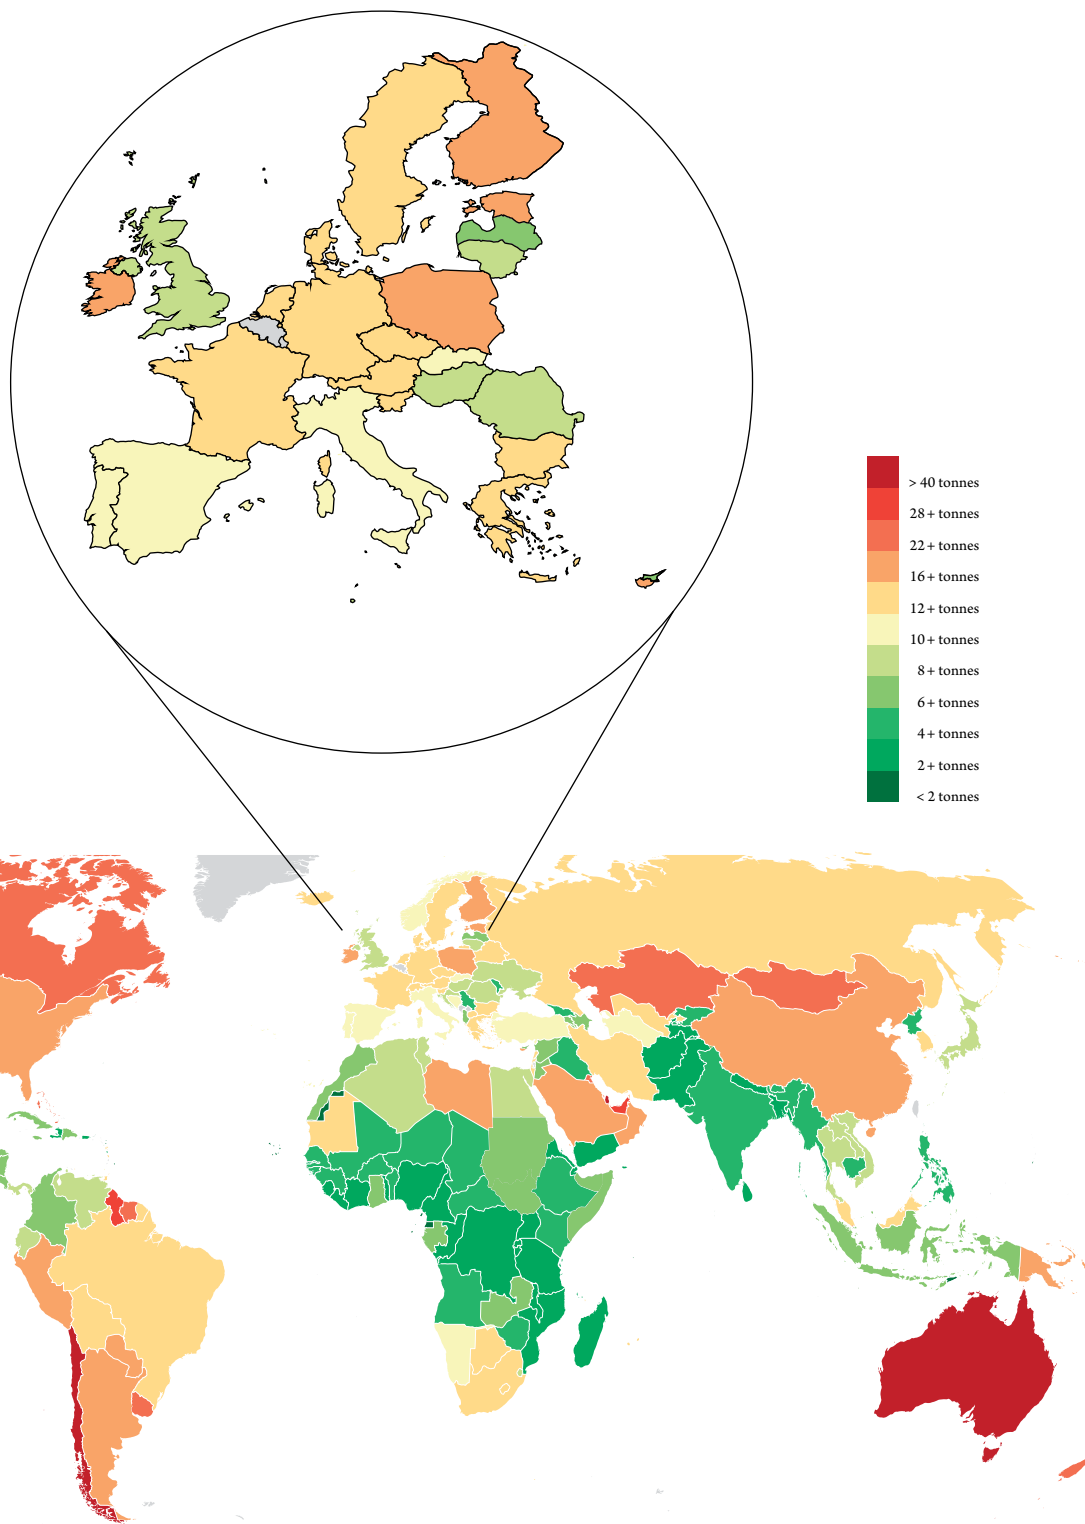 > 40 tonnes
28 + tonnes
22 + tonnes
16 + tonnes
12 + tonnes
10 + tonnes
8 + tonnes
6 + tonnes
4 + tonnes
2 + tonnes
< 2 tonnes